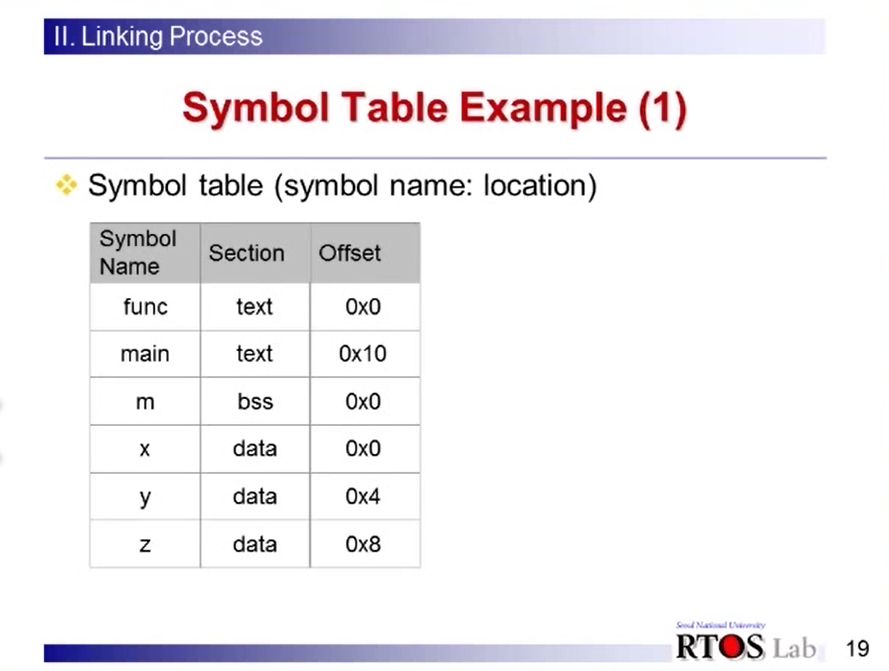 II. Linking Process
Symbol Table Example (1)
Symbol table (symbol name: location)
Symbol Name Section Offset
func text 0x0
main text 0x10
m bss 0x0
x data 0x0
y data 0x4
z data 0x8
Seoul National University
RTOS Lab
19